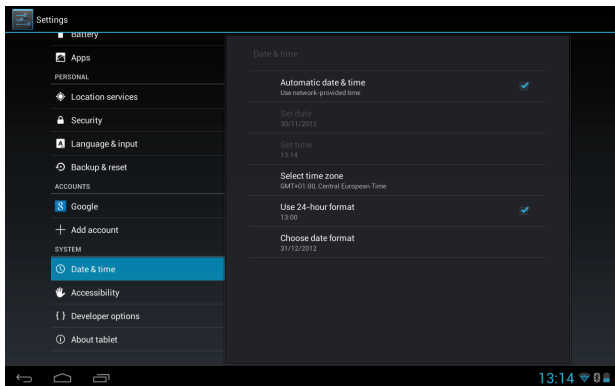 Settings
Battery
Apps
PERSONAL
Location services
Security
Language & input
Backup & reset
ACCOUNTS
Google
Add account
SYSTEM
Date & time
Accessibility
Developer options
About tablet
Date & time
Automatic date & time
Use network-provided time
Set date
30/11/2012
Set time
13:14
Select time zone
GMT+01:00, Central European Time
Use 24-hour format
13:00
Choose date format
31/12/2012
13:14